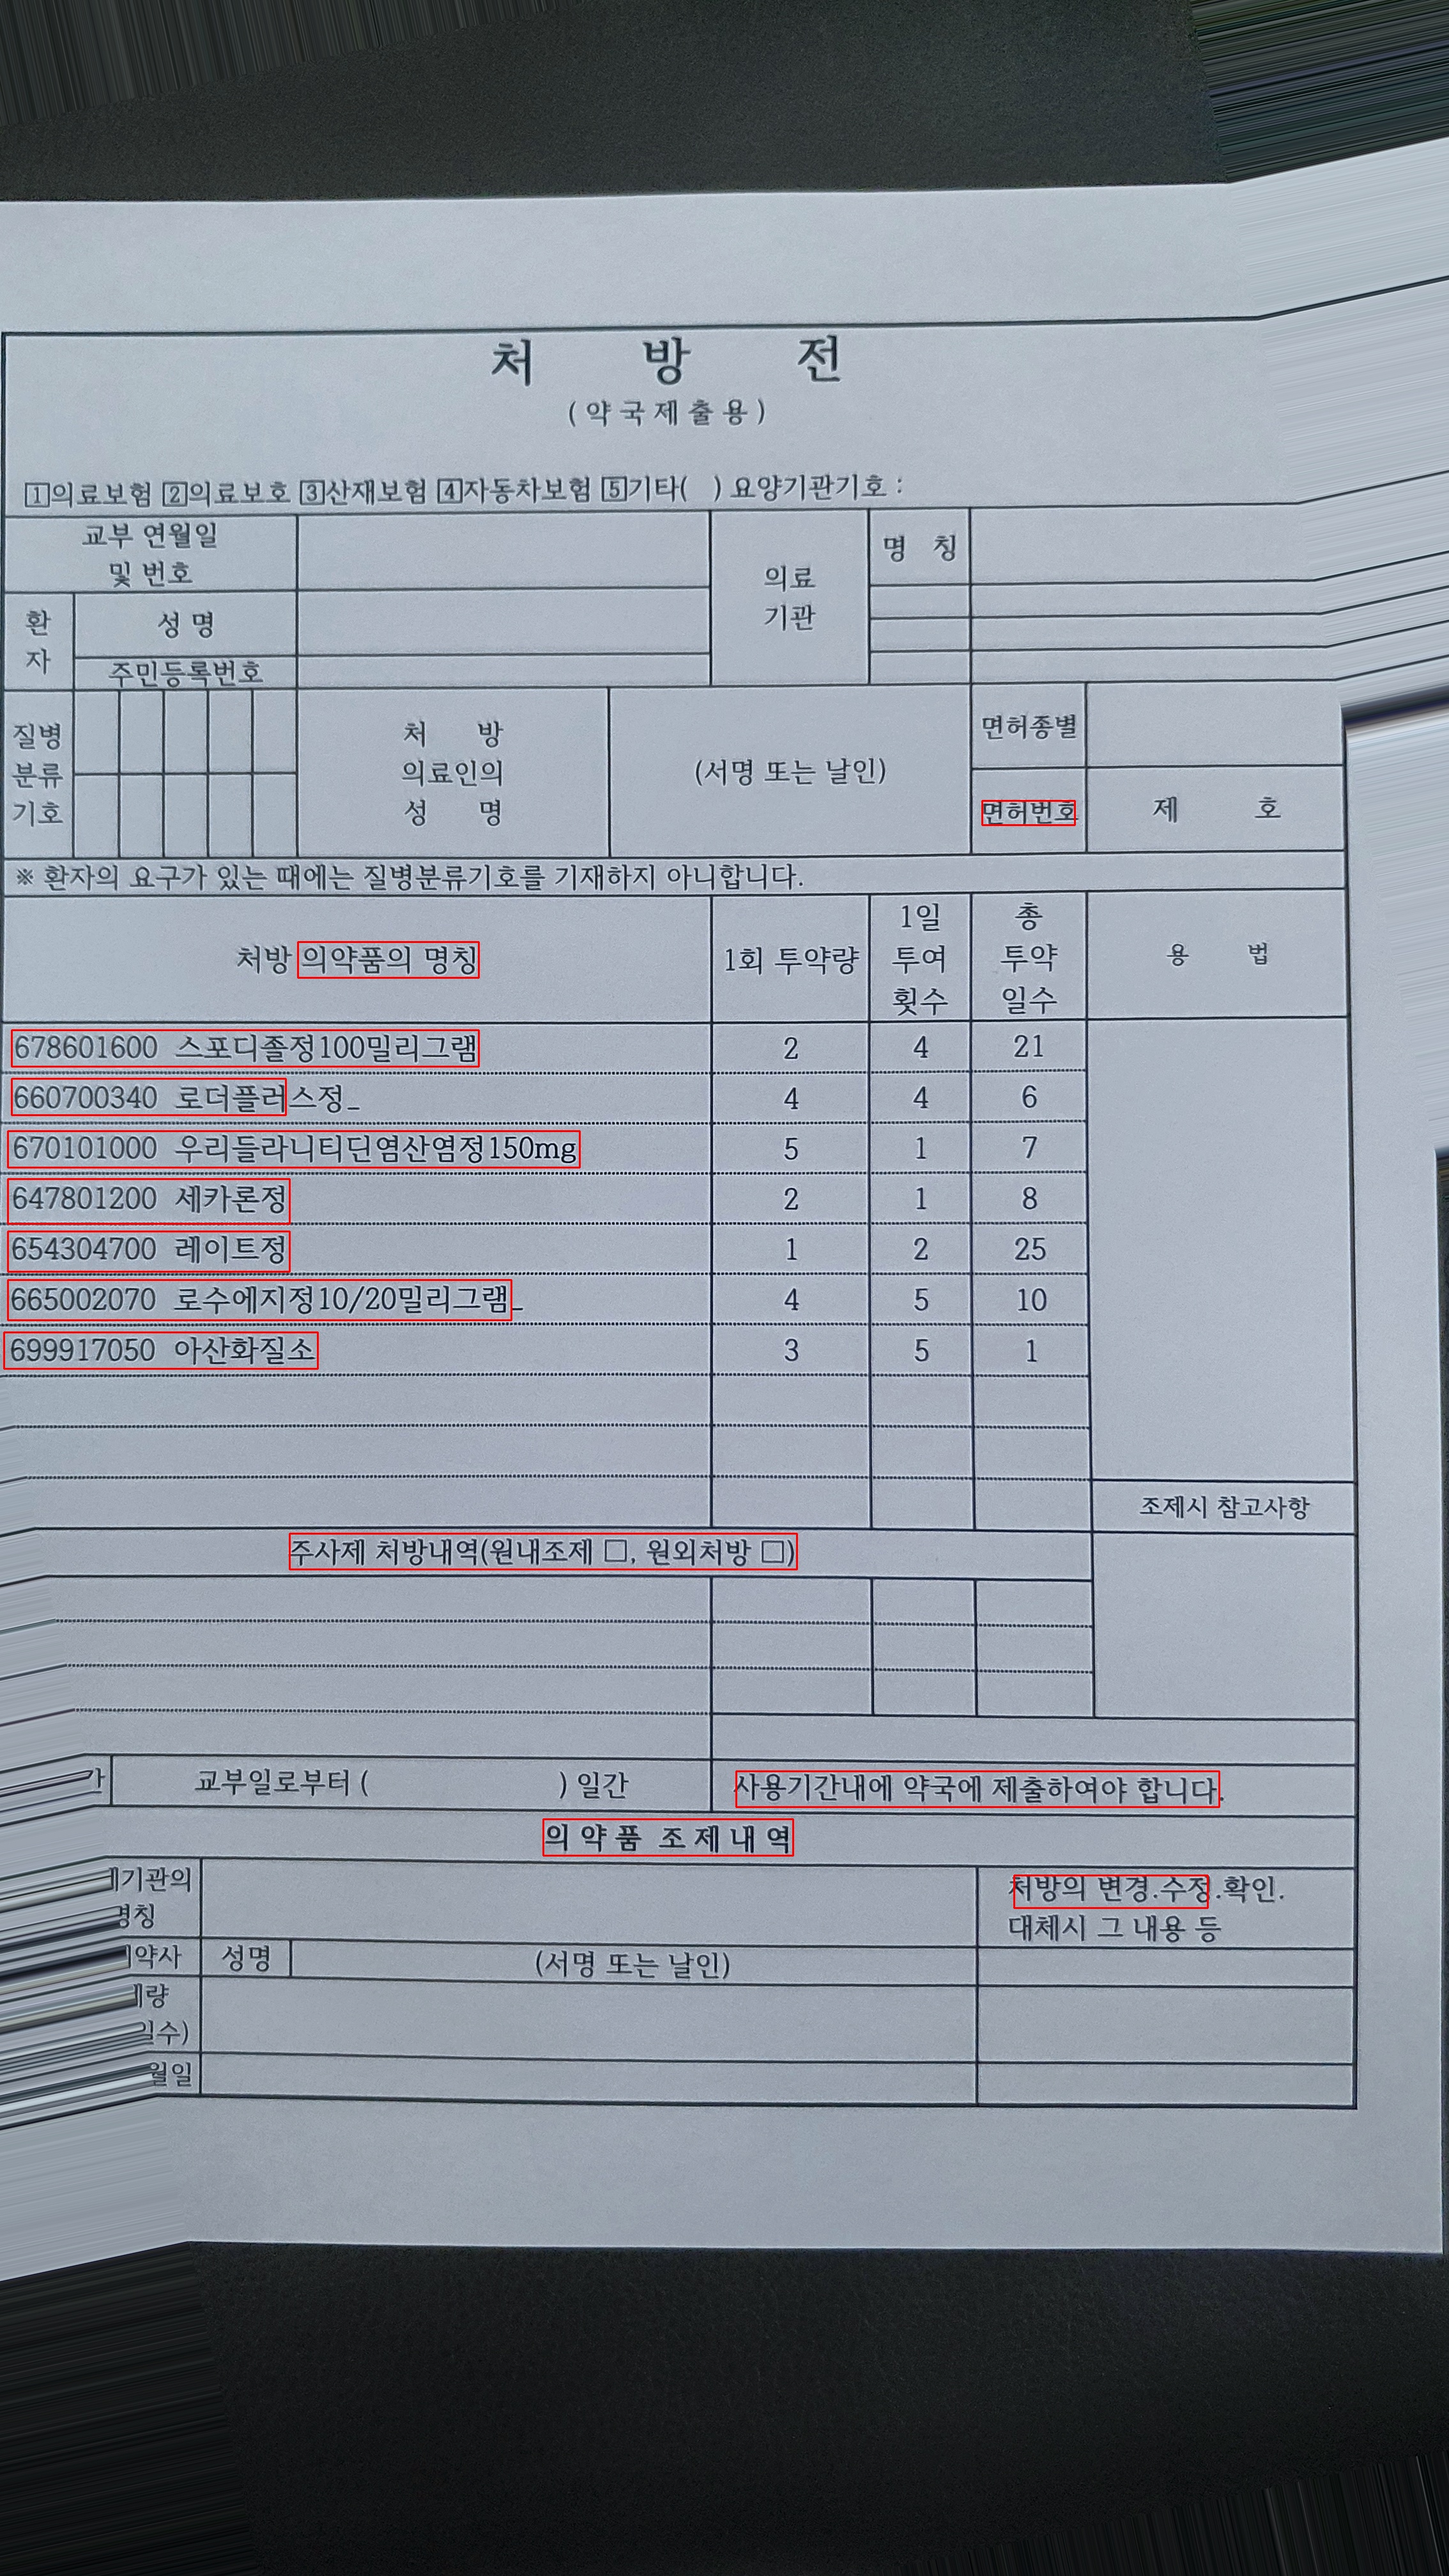 처 방 전
(약국제출용)
1의료보험 2의료보호 3산재보험 4자동차보험 5기타( ) 요양기관기호 :
교부 연월일
및 번호
의료
기관
명 칭
환
자
성 명
주민등록번호
질병
분류
기호
처 방
의료인의
성 명
(서명 또는 날인)
면허종별
면허번호
제 호
※ 환자의 요구가 있는 때에는 질병분류기호를 기재하지 아니합니다.
처방 의약품의 명칭
1회 투약량
1일
투여
횟수
총
투약
일수
용 법
678601600 스포디졸정100밀리그램 2 4 21
660700340 로더플러스정_ 4 4 6
670101000 우리들라니티딘염산염정150mg 5 1 7
647801200 세카론정 2 1 8
654304700 레이트정 1 2 25
665002070 로수에지정10/20밀리그램_ 4 5 10
699917050 아산화질소 3 5 1
조제시 참고사항
주사제 처방내역(원내조제 □, 원외처방 □)
교부일로부터 ( ) 일간
사용기간내에 약국에 제출하여야 합니다.
의 약 품 조 제 내 역
기관의
칭
처방의 변경.수정.확인.
대체시 그 내용 등
약사
성명
(서명 또는 날인)
량
일수)
월일